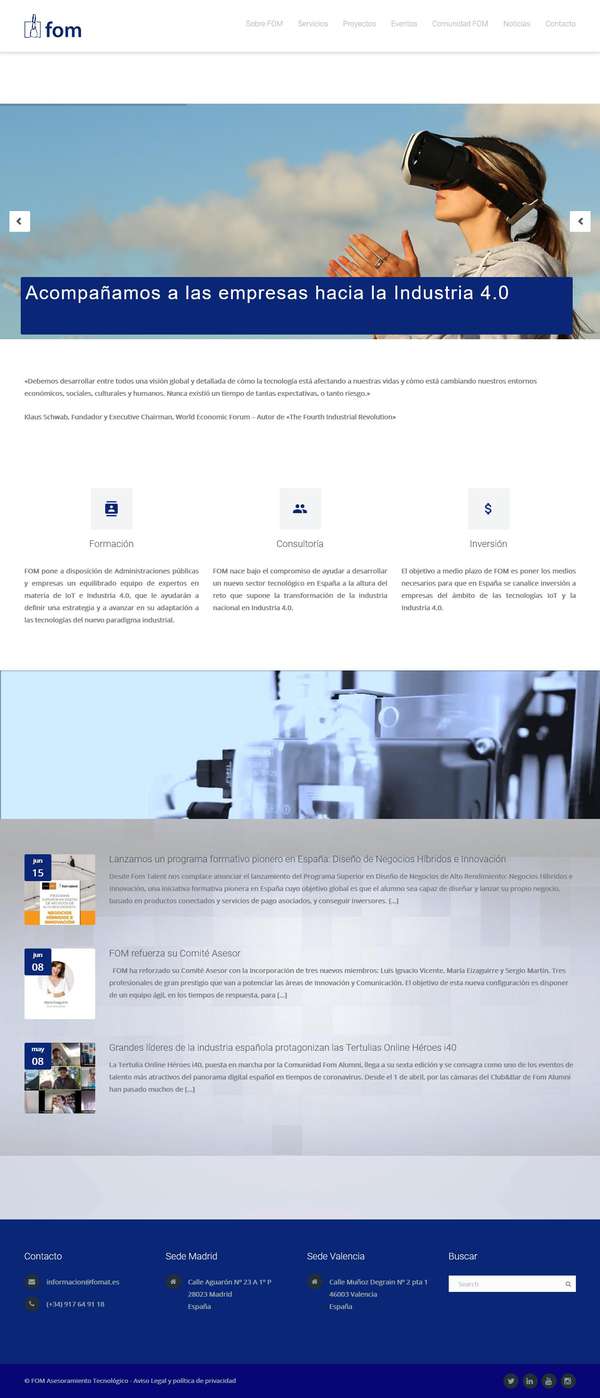 fom
Sobre FOM Servicios Proyectos Eventos Comunidad FOM Noticias Contacto
Acompañamos a las empresas hacia la Industria 4.0
«Debemos desarrollar entre todos una visión global y detallada de cómo la tecnología está afectando a nuestras vidas y cómo está cambiando nuestros entornos
económicos, sociales, culturales y humanos. Nunca existió un tiempo de tantas expectativas, o tanto riesgo.»
Klaus Schwab, Fundador y Executive Chairman, World Economic Forum – Autor de «The Fourth Industrial Revolution»
Formación
FOM pone a disposición de Administraciones públicas
y empresas un equilibrado equipo de expertos en
materia de IoT e Industria 4.0, que le ayudarán a
definir una estrategia y a avanzar en su adaptación a
las tecnologías del nuevo paradigma industrial.
Consultoría
FOM nace bajo el compromiso de ayudar a desarrollar
un nuevo sector tecnológico en España a la altura del
reto que supone la transformación de la industria
nacional en Industria 4.0.
Inversión
El objetivo a medio plazo de FOM es poner los medios
necesarios para que en España se canalice inversión a
empresas del ámbito de las tecnologías IoT y la
Industria 4.0.
jun
15
NEGOCIOS
HÍBRIDOS E
INNOVACIÓN
Lanzamos un programa formativo pionero en España: Diseño de Negocios Híbridos e Innovación
Desde Fom Talent nos complace anunciar el lanzamiento del Programa Superior en Diseño de Negocios de Alto Rendimiento: Negocios Híbridos e
Innovación, una iniciativa formativa pionera en España cuyo objetivo global es que el alumno sea capaz de diseñar y lanzar su propio negocio,
basado en productos conectados y servicios de pago asociados, y conseguir inversores. [...]
jun
08
FOM refuerza su Comité Asesor
FOM ha reforzado su Comité Asesor con la incorporación de tres nuevos miembros: Luis Ignacio Vicente, María Eizaguirre y Sergio Martín. Tres
profesionales de gran prestigio que van a potenciar las áreas de Innovación y Comunicación. El objetivo de esta nueva configuración es disponer
de un equipo ágil, en los tiempos de respuesta, para [...]
may
08
Grandes líderes de la industria española protagonizan las Tertulias Online Héroes i40
La Tertulia Online Héroes i40, puesta en marcha por la Comunidad Fom Alumni, llega a su sexta edición y se consagra como uno de los eventos de
talento más atractivos del panorama digital español en tiempos de coronavirus. Desde el 1 de abril, por las cámaras del Club&Bar de Fom Alumni
han pasado muchos de [...]
Contacto
informacion@fomat.es
(+34) 917 64 91 18
Sede Madrid
Calle Aguarón Nº 23 A 1º P
28023 Madrid
España
Sede Valencia
Calle Muñoz Degrain Nº 2 pta 1
46003 Valencia
España
Buscar
Search
© FOM Asesoramiento Tecnológico - Aviso Legal y política de privacidad